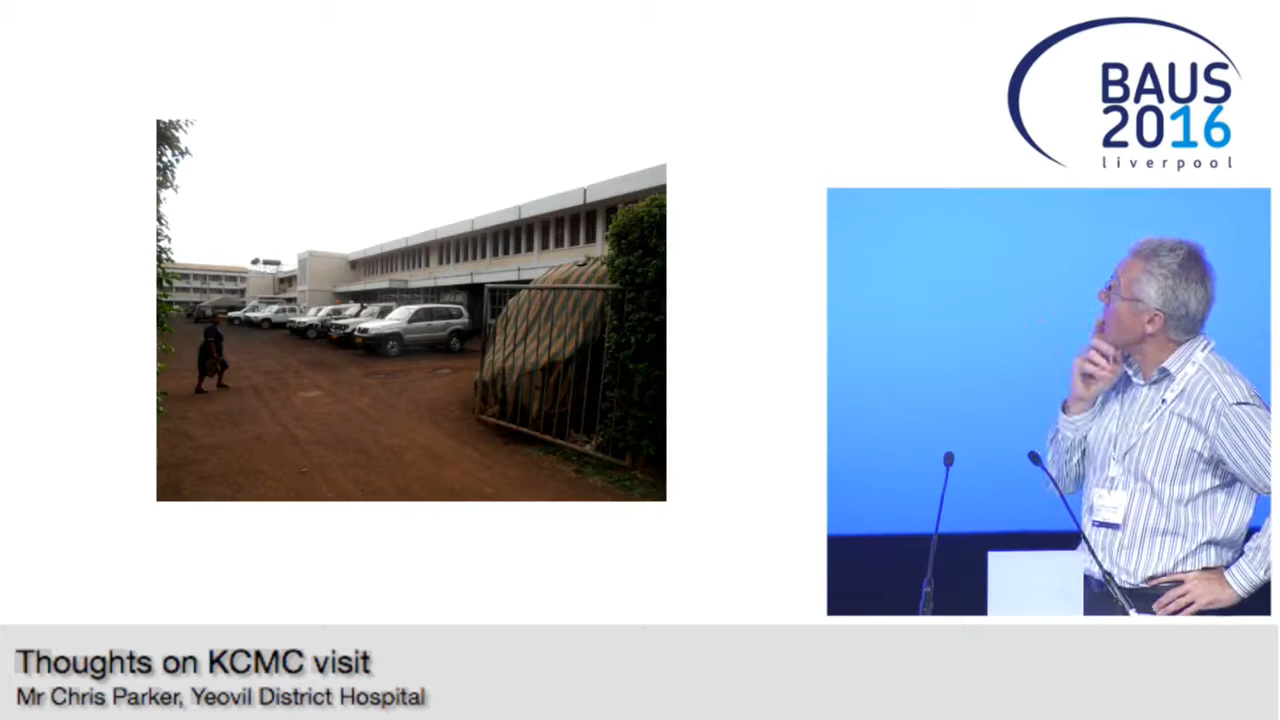 BAUS
2016
liverpool
Thoughts on KCMC visit
Mr Chris Parker, Yeovil District Hospital